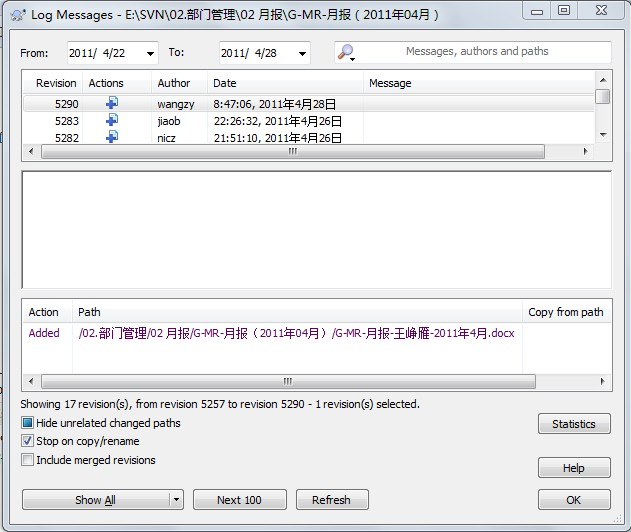 Log Messages - E:\SVN\02.部门管理\02 月报\G-MR-月报（2011年04月）
From: 2011/ 4/22 To: 2011/ 4/28 Messages, authors and paths
Revision Actions Author Date Message
5290 wangzy 8:47:06, 2011年4月28日
5283 jiaob 22:26:32, 2011年4月26日
5282 nicz 21:51:10, 2011年4月26日
Action Path Copy from path
Added /02.部门管理/02 月报/G-MR-月报（2011年04月）/G-MR-月报-王峥雁-2011年4月.docx
Showing 17 revision(s), from revision 5257 to revision 5290 - 1 revision(s) selected.
Hide unrelated changed paths
Statistics
Stop on copy/rename
Include merged revisions
Help
Show All Next 100 Refresh OK